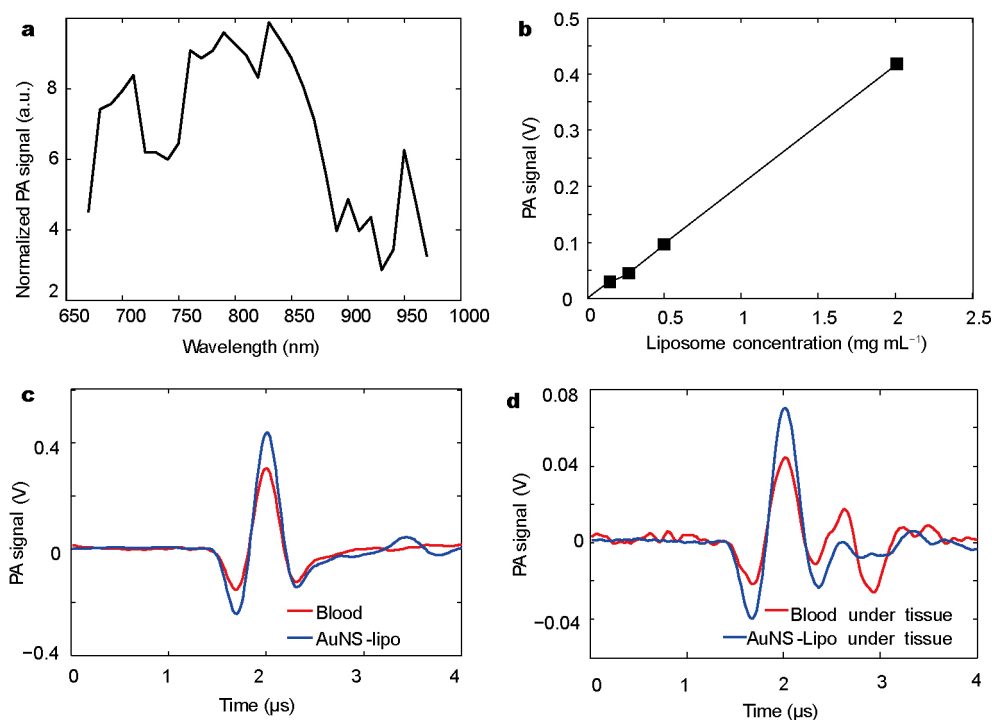 a
Normalized PA signal (a.u.)
8
6
4
2
650 700 750 800 850 900 950 1000
Wavelength (nm)
b
PA signal (V)
0.5
0.4
0.3
0.2
0.1
0
0 0.5 1 1.5 2 2.5
Liposome concentration (mg mL⁻¹)
c
PA signal (V)
0.4
0
−0.4
Blood
AuNS-lipo
0 1 2 3 4
Time (µs)
d
PA signal (V)
0.08
0.04
0
−0.04
Blood under tissue
AuNS-Lipo under tissue
0 1 2 3 4
Time (µs)